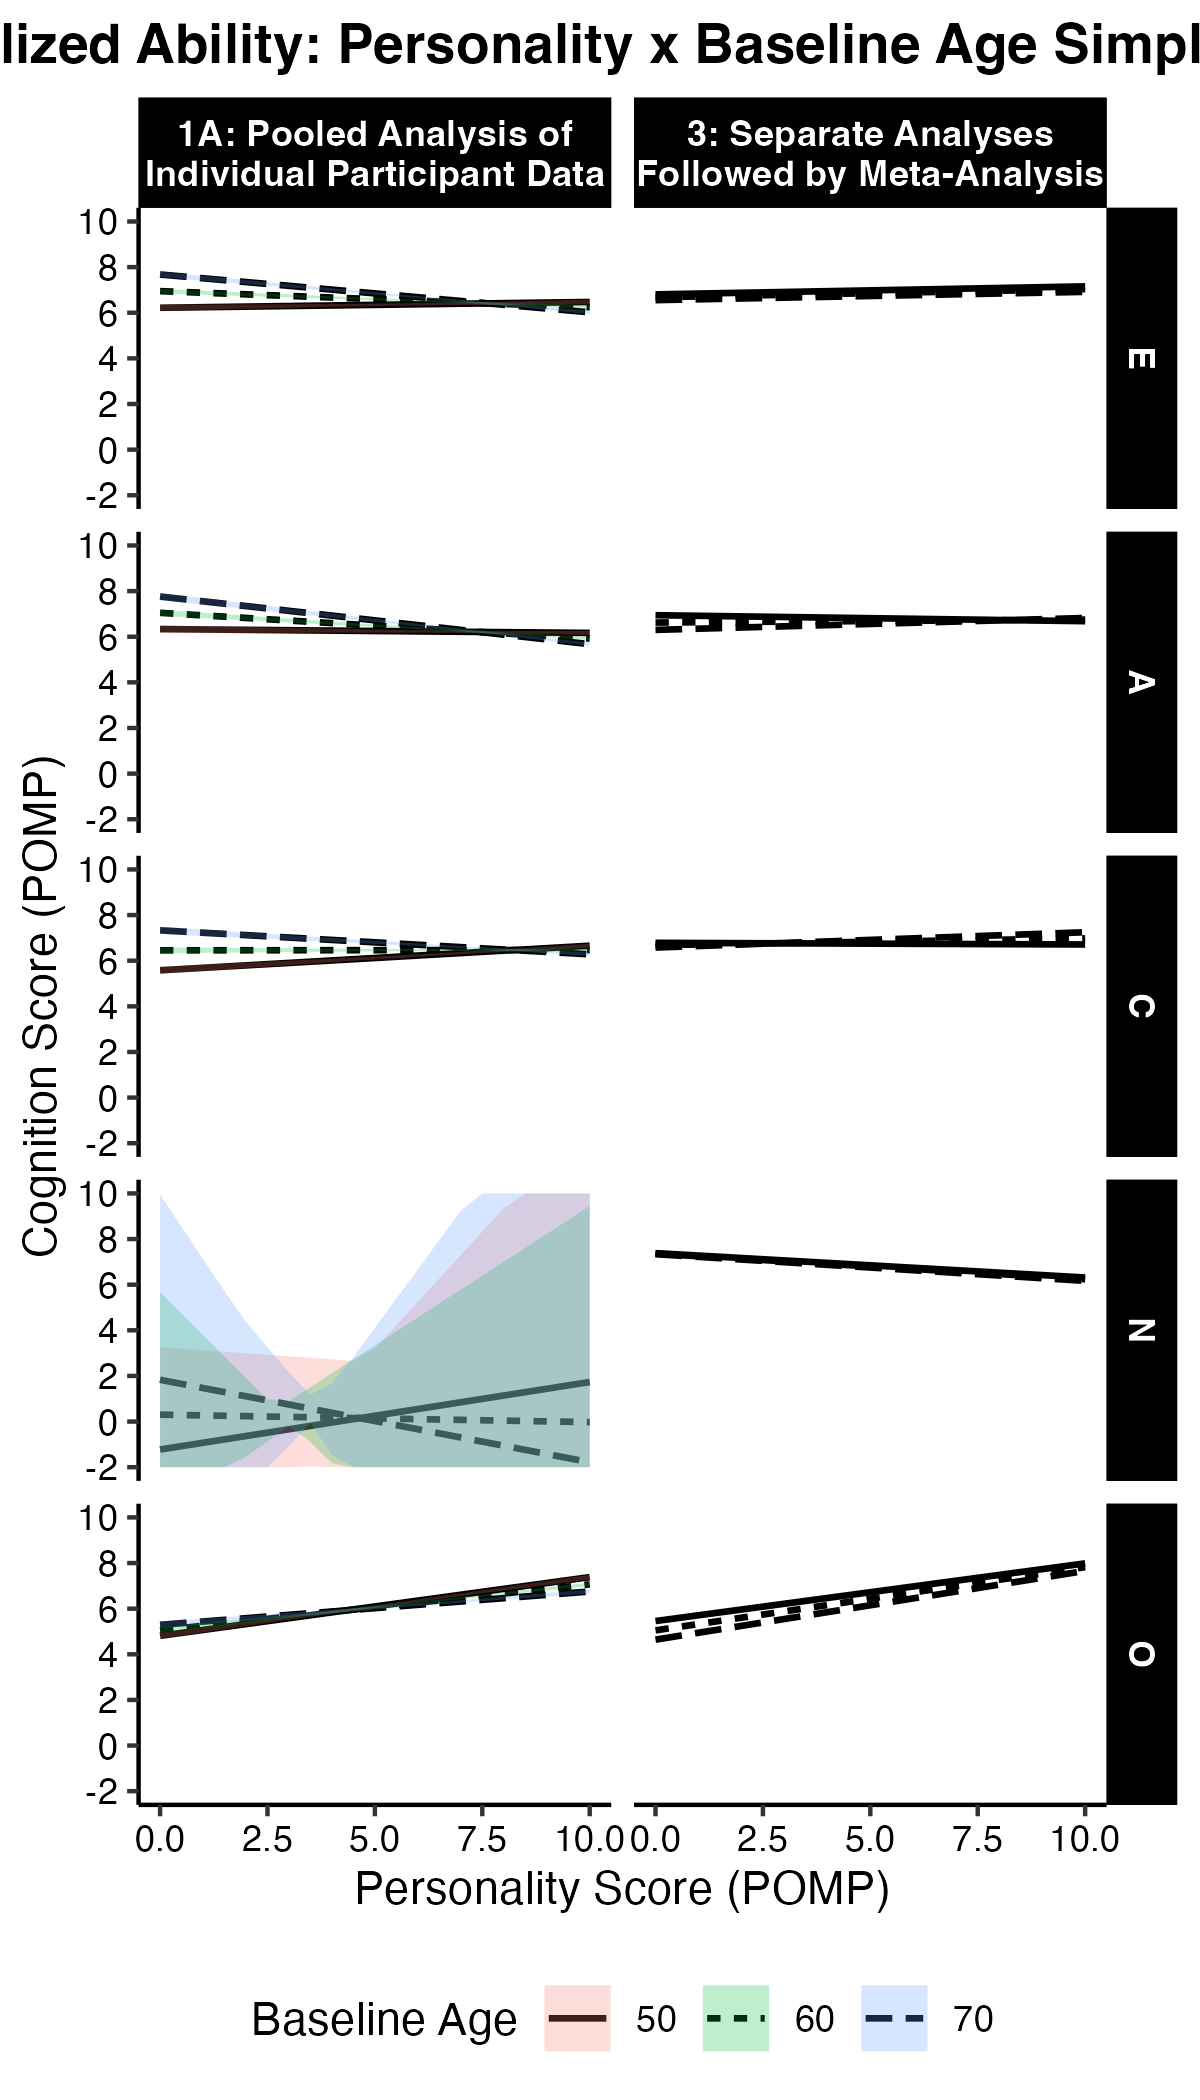 lized Ability: Personality x Baseline Age Simpl
1A: Pooled Analysis of
Individual Participant Data
3: Separate Analyses
Followed by Meta-Analysis
Cognition Score (POMP)
10
8
6
4
2
0
-2
E
10
8
6
4
2
0
-2
A
10
8
6
4
2
0
-2
C
10
8
6
4
2
0
-2
N
10
8
6
4
2
0
-2
O
0.0 2.5 5.0 7.5 10.0 0.0 2.5 5.0 7.5 10.0
Personality Score (POMP)
Baseline Age 50 60 70